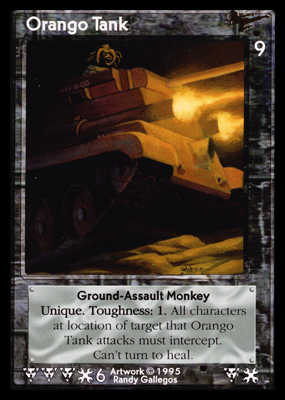 Orango Tank
9
Ground-Assault Monkey
Unique. Toughness: 1. All characters
at location of target that Orango
Tank attacks must intercept.
Can't turn to heal.
6
Artwork © 1995
Randy Gallegos